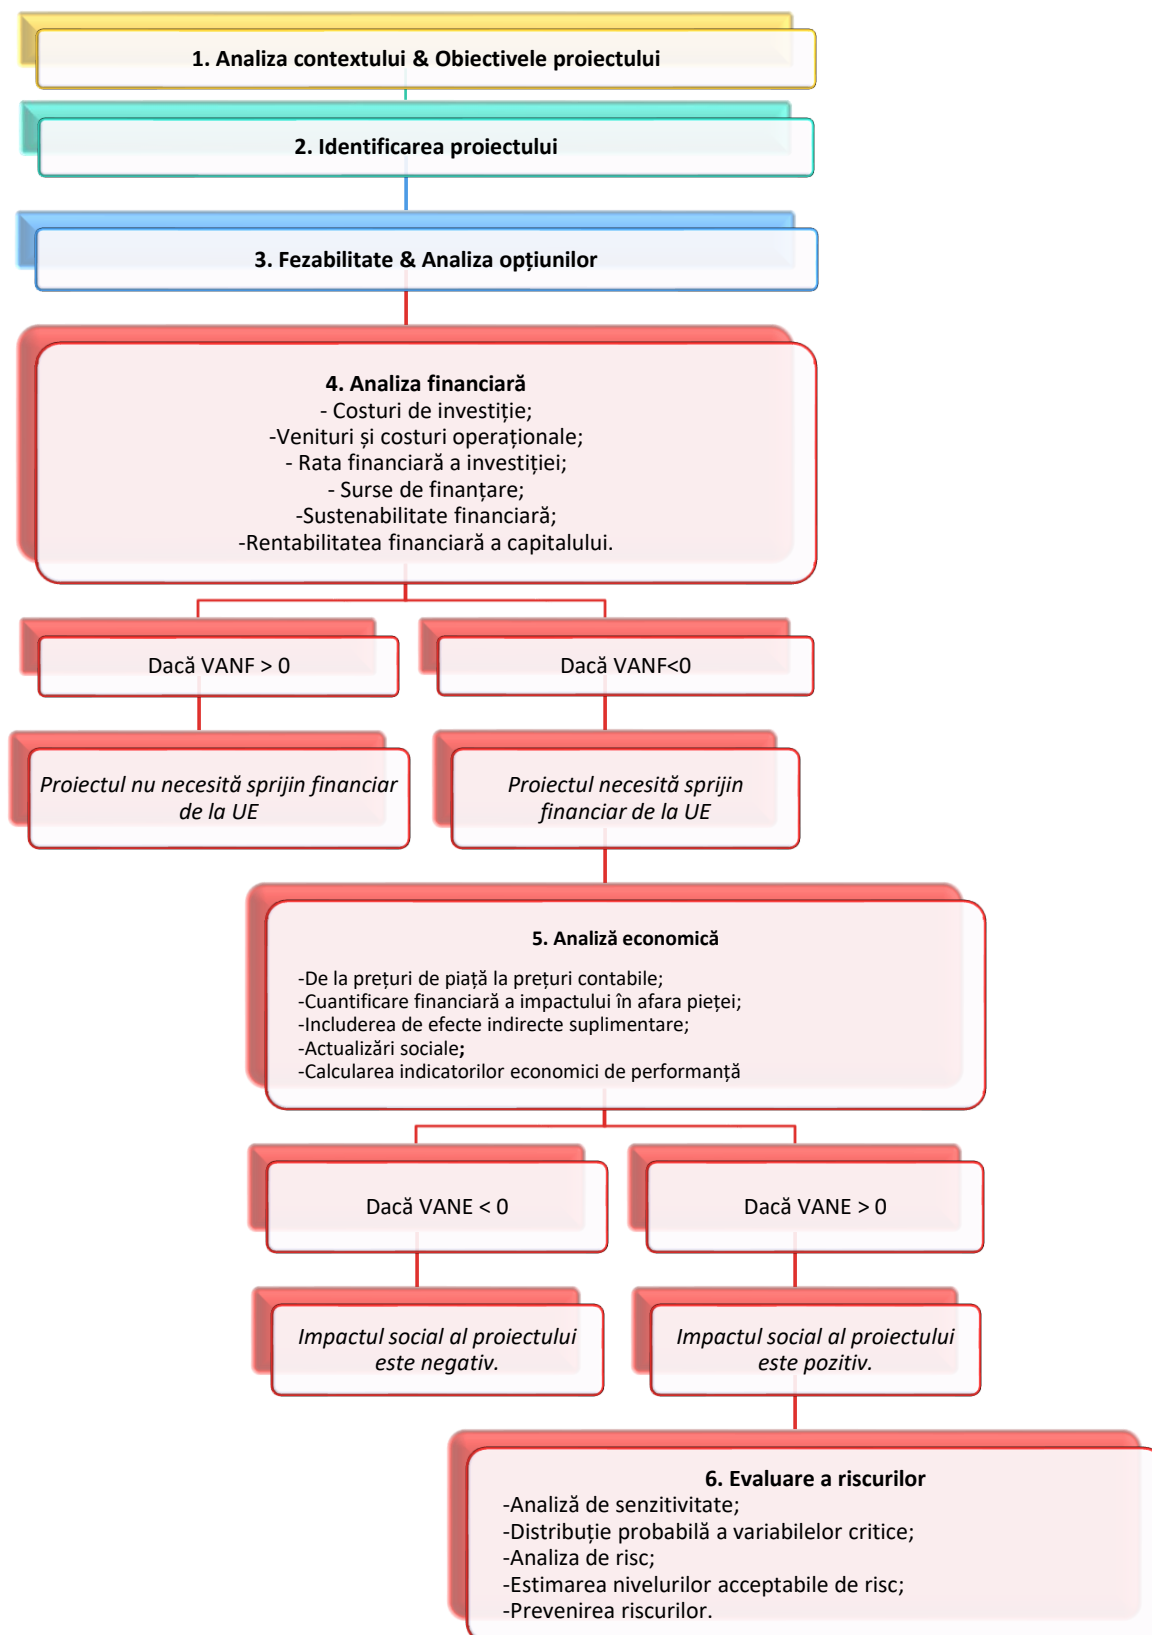 1. Analiza contextului & Obiectivele proiectului
2. Identificarea proiectului
3. Fezabilitate & Analiza opțiunilor
4. Analiza financiară
- Costuri de investiție;
-Venituri și costuri operaționale;
- Rata financiară a investiției;
- Surse de finanțare;
-Sustenabilitate financiară;
-Rentabilitatea financiară a capitalului.
Dacă VANF > 0
Dacă VANF<0
Proiectul nu necesită sprijin financiar
de la UE
Proiectul necesită sprijin
financiar de la UE
5. Analiză economică
-De la prețuri de piață la prețuri contabile;
-Cuantificare financiară a impactului în afara pieței;
-Includerea de efecte indirecte suplimentare;
-Actualizări sociale;
-Calcularea indicatorilor economici de performanță
Dacă VANE < 0
Dacă VANE > 0
Impactul social al proiectului
este negativ.
Impactul social al proiectului
este pozitiv.
6. Evaluare a riscurilor
-Analiză de senzitivitate;
-Distribuție probabilă a variabilelor critice;
-Analiza de risc;
-Estimarea nivelurilor acceptabile de risc;
-Prevenirea riscurilor.